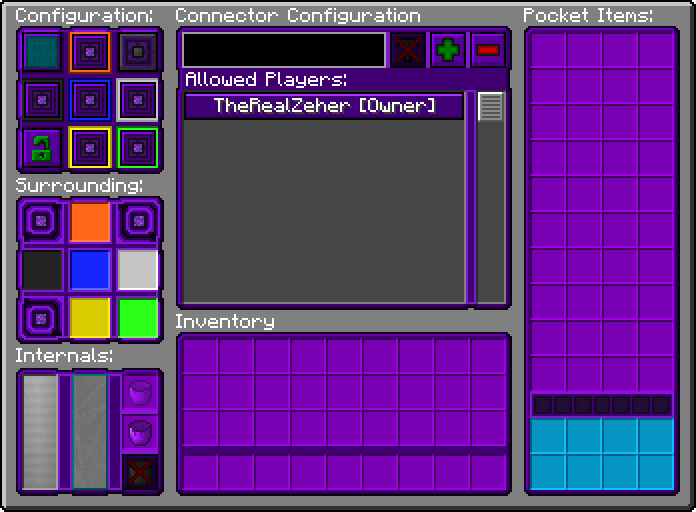 Configuration:
Connector Configuration
Pocket Items:
Allowed Players:
TheRealZeher [Owner]
Surrounding:
Inventory
Internals: